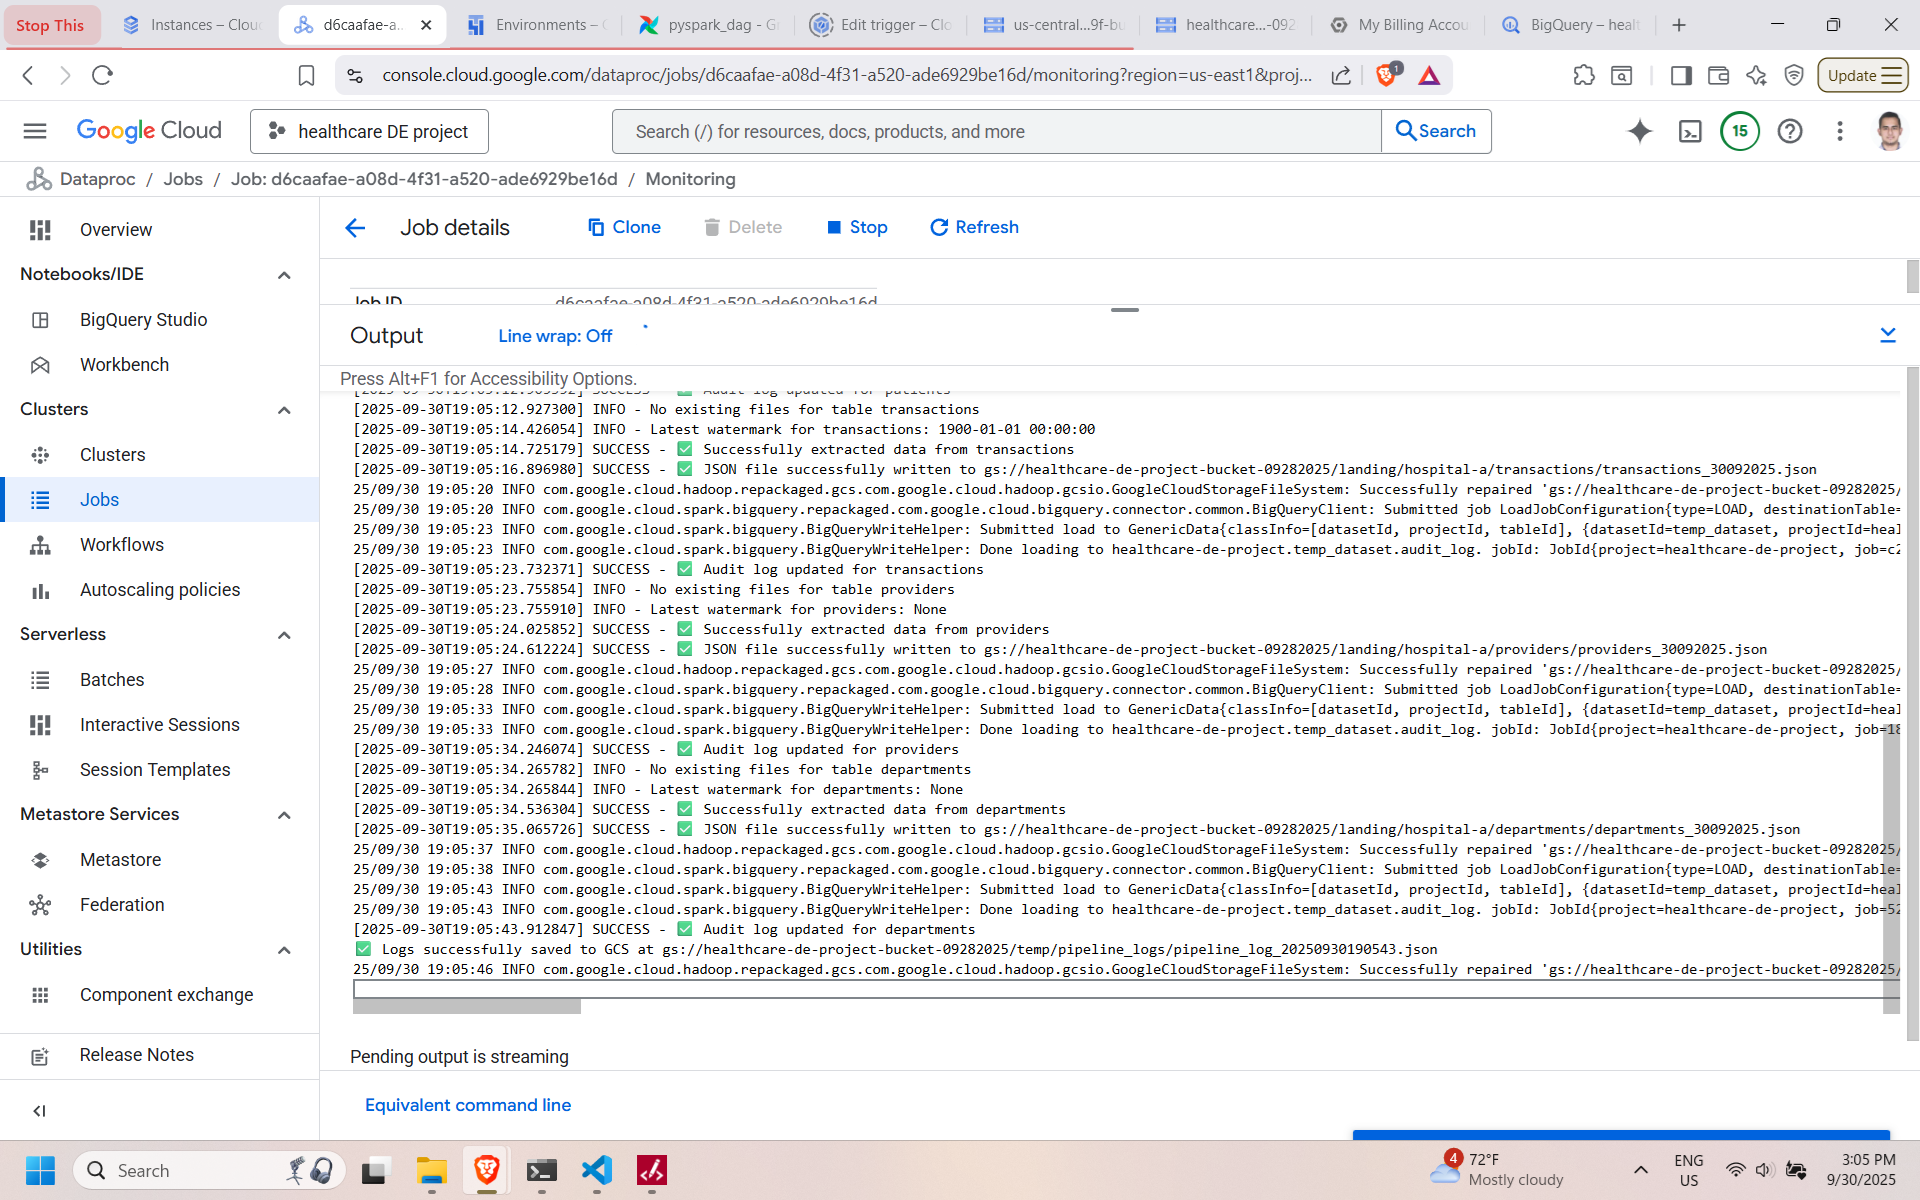 Stop This
Instances – Clou
d6caafae-a...
Environments – C
pyspark_dag - G
Edit trigger – Clo
us-central...9f-bu
healthcare...-092
My Billing Accou
BigQuery – healt
console.cloud.google.com/dataproc/jobs/d6caafae-a08d-4f31-a520-ade6929be16d/monitoring?region=us-east1&proj...
1
Update
Google Cloud
healthcare DE project
Search (/) for resources, docs, products, and more
Search
15
Dataproc / Jobs / Job: d6caafae-a08d-4f31-a520-ade6929be16d / Monitoring
Overview
Notebooks/IDE
BigQuery Studio
Workbench
Clusters
Clusters
Jobs
Workflows
Autoscaling policies
Serverless
Batches
Interactive Sessions
Session Templates
Metastore Services
Metastore
Federation
Utilities
Component exchange
Release Notes
Job details
Clone
Delete
Stop
Refresh
Job ID d6caafae-a08d-4f31-a520-ade6929be16d
Output
Line wrap: Off
Press Alt+F1 for Accessibility Options.
SUCCESS - ✅ Audit log updated for patients
[2025-09-30T19:05:12.927300] INFO - No existing files for table transactions
[2025-09-30T19:05:14.426054] INFO - Latest watermark for transactions: 1900-01-01 00:00:00
[2025-09-30T19:05:14.725179] SUCCESS - ✅ Successfully extracted data from transactions
[2025-09-30T19:05:16.896980] SUCCESS - ✅ JSON file successfully written to gs://healthcare-de-project-bucket-09282025/landing/hospital-a/transactions/transactions_30092025.json
25/09/30 19:05:20 INFO com.google.cloud.hadoop.repackaged.gcs.com.google.cloud.hadoop.gcsio.GoogleCloudStorageFileSystem: Successfully repaired 'gs://healthcare-de-project-bucket-09282025/
25/09/30 19:05:20 INFO com.google.cloud.spark.bigquery.repackaged.com.google.cloud.bigquery.connector.common.BigQueryClient: Submitted job LoadJobConfiguration{type=LOAD, destinationTable=
25/09/30 19:05:23 INFO com.google.cloud.spark.bigquery.BigQueryWriteHelper: Submitted load to GenericData{classInfo=[datasetId, projectId, tableId], {datasetId=temp_dataset, projectId=heal
25/09/30 19:05:23 INFO com.google.cloud.spark.bigquery.BigQueryWriteHelper: Done loading to healthcare-de-project.temp_dataset.audit_log. jobId: JobId{project=healthcare-de-project, job=c2
[2025-09-30T19:05:23.732371] SUCCESS - ✅ Audit log updated for transactions
[2025-09-30T19:05:23.755854] INFO - No existing files for table providers
[2025-09-30T19:05:23.755910] INFO - Latest watermark for providers: None
[2025-09-30T19:05:24.025852] SUCCESS - ✅ Successfully extracted data from providers
[2025-09-30T19:05:24.612224] SUCCESS - ✅ JSON file successfully written to gs://healthcare-de-project-bucket-09282025/landing/hospital-a/providers/providers_30092025.json
25/09/30 19:05:27 INFO com.google.cloud.hadoop.repackaged.gcs.com.google.cloud.hadoop.gcsio.GoogleCloudStorageFileSystem: Successfully repaired 'gs://healthcare-de-project-bucket-09282025/
25/09/30 19:05:28 INFO com.google.cloud.spark.bigquery.repackaged.com.google.cloud.bigquery.connector.common.BigQueryClient: Submitted job LoadJobConfiguration{type=LOAD, destinationTable=
25/09/30 19:05:33 INFO com.google.cloud.spark.bigquery.BigQueryWriteHelper: Submitted load to GenericData{classInfo=[datasetId, projectId, tableId], {datasetId=temp_dataset, projectId=heal
25/09/30 19:05:33 INFO com.google.cloud.spark.bigquery.BigQueryWriteHelper: Done loading to healthcare-de-project.temp_dataset.audit_log. jobId: JobId{project=healthcare-de-project, job=18
[2025-09-30T19:05:34.246074] SUCCESS - ✅ Audit log updated for providers
[2025-09-30T19:05:34.265782] INFO - No existing files for table departments
[2025-09-30T19:05:34.265844] INFO - Latest watermark for departments: None
[2025-09-30T19:05:34.536304] SUCCESS - ✅ Successfully extracted data from departments
[2025-09-30T19:05:35.065726] SUCCESS - ✅ JSON file successfully written to gs://healthcare-de-project-bucket-09282025/landing/hospital-a/departments/departments_30092025.json
25/09/30 19:05:37 INFO com.google.cloud.hadoop.repackaged.gcs.com.google.cloud.hadoop.gcsio.GoogleCloudStorageFileSystem: Successfully repaired 'gs://healthcare-de-project-bucket-09282025/
25/09/30 19:05:38 INFO com.google.cloud.spark.bigquery.repackaged.com.google.cloud.bigquery.connector.common.BigQueryClient: Submitted job LoadJobConfiguration{type=LOAD, destinationTable=
25/09/30 19:05:43 INFO com.google.cloud.spark.bigquery.BigQueryWriteHelper: Submitted load to GenericData{classInfo=[datasetId, projectId, tableId], {datasetId=temp_dataset, projectId=heal
25/09/30 19:05:43 INFO com.google.cloud.spark.bigquery.BigQueryWriteHelper: Done loading to healthcare-de-project.temp_dataset.audit_log. jobId: JobId{project=healthcare-de-project, job=52
[2025-09-30T19:05:43.912847] SUCCESS - ✅ Audit log updated for departments
✅ Logs successfully saved to GCS at gs://healthcare-de-project-bucket-09282025/temp/pipeline_logs/pipeline_log_20250930190543.json
25/09/30 19:05:46 INFO com.google.cloud.hadoop.repackaged.gcs.com.google.cloud.hadoop.gcsio.GoogleCloudStorageFileSystem: Successfully repaired 'gs://healthcare-de-project-bucket-09282025/
Pending output is streaming
Equivalent command line
Search
4
72°F
Mostly cloudy
ENG
US
3:05 PM
9/30/2025